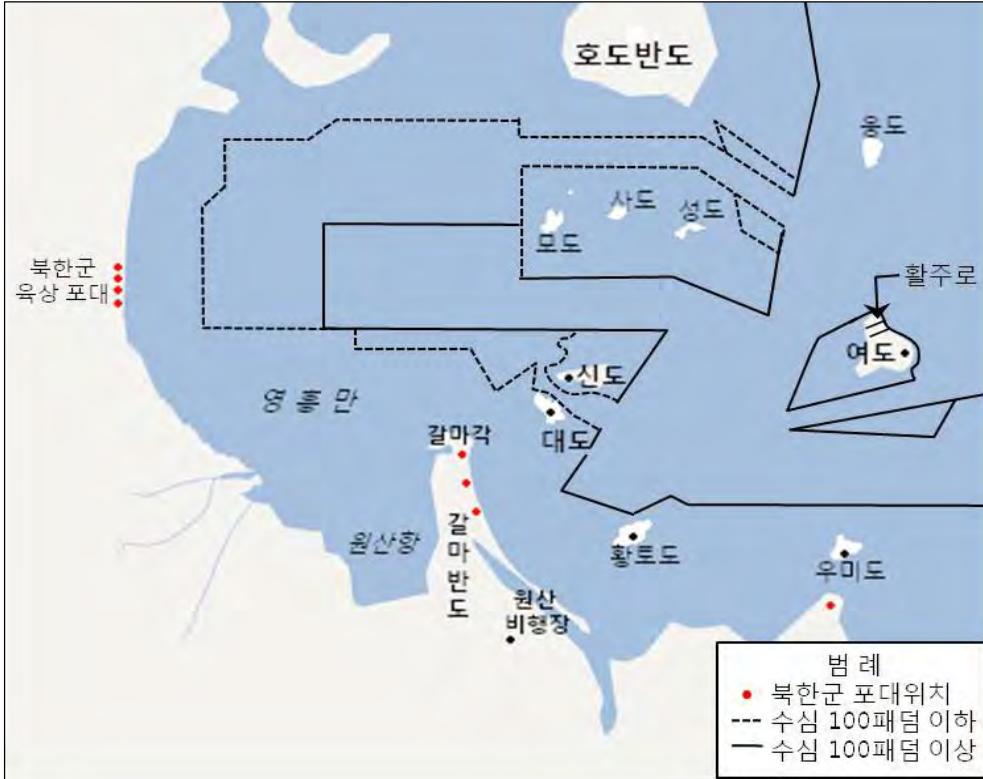 호도반도
웅도
사도
성도
모도
북한군
육상 포대
활주로
여도
신도
영 흥 만
대도
갈마각
갈마반도
원산항
황토도
우미도
원산
비행장
범 례
북한군 포대위치
수심 100패덤 이하
수심 100패덤 이상